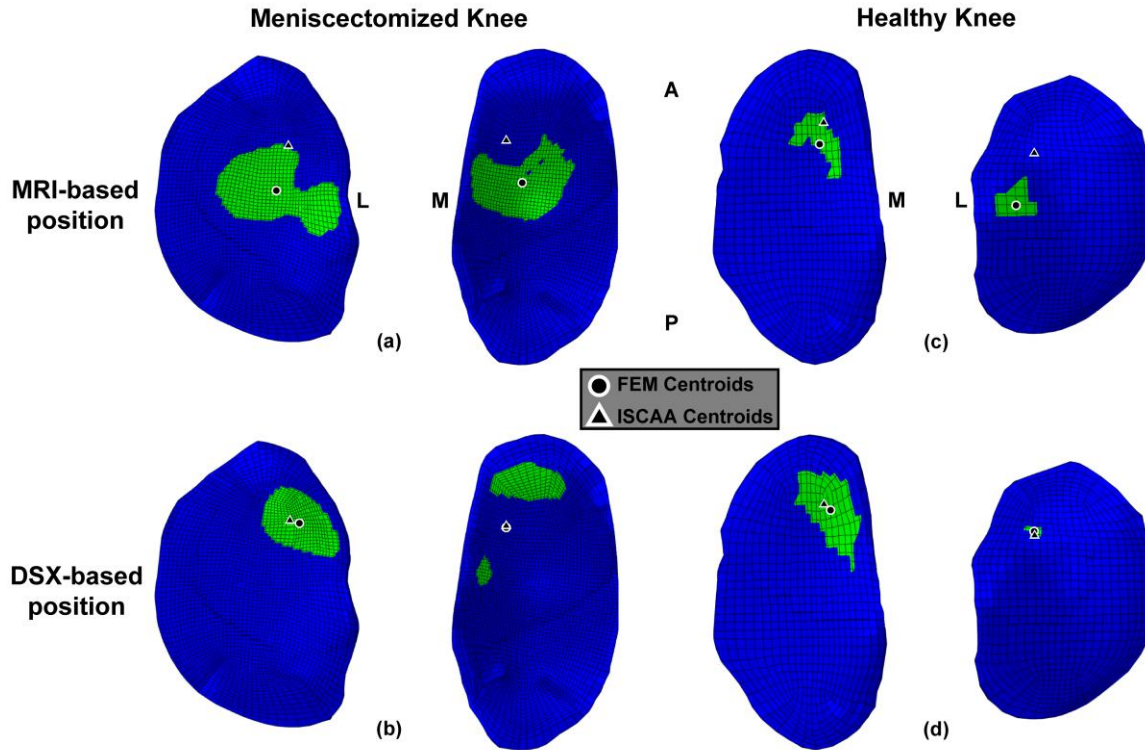 Meniscectomized Knee
Healthy Knee
A
MRI-based
position
L
M
M
L
P
(a)
(c)
FEM Centroids
ISCAA Centroids
DSX-based
position
(b)
(d)